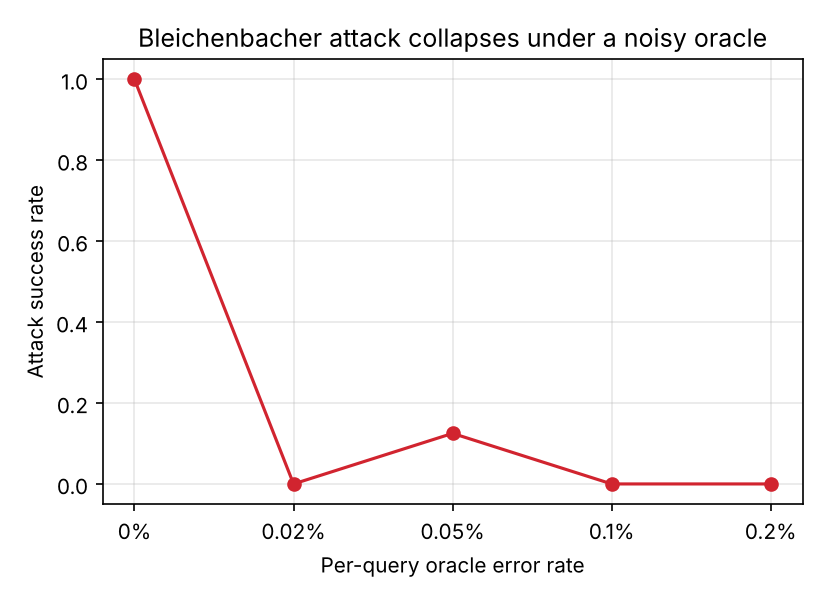 Bleichenbacher attack collapses under a noisy oracle
1.0
0.8
0.6
0.4
0.2
0.0
Attack success rate
0% 0.02% 0.05% 0.1% 0.2%
Per-query oracle error rate